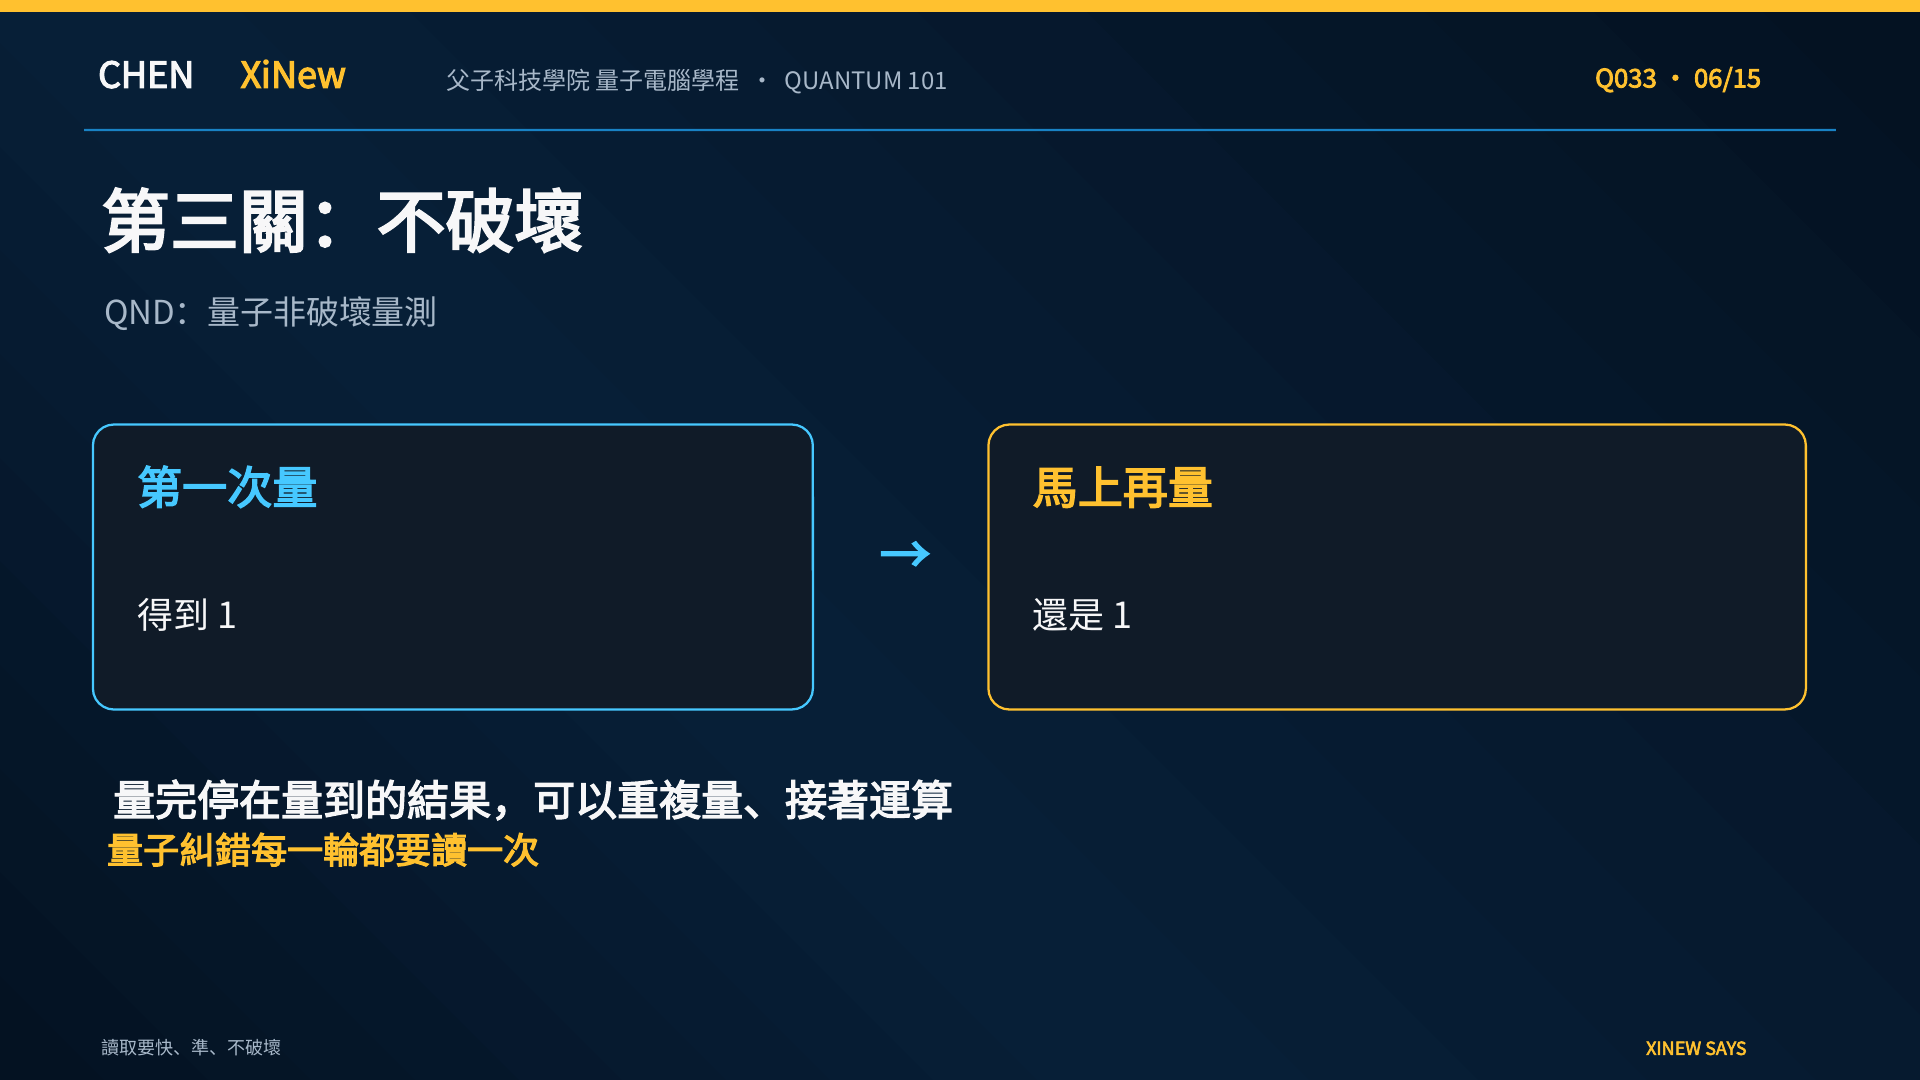 CHEN XiNew 父子科技學院 量子電腦學程 · QUANTUM 101 Q033 · 06/15
第三關：不破壞
QND：量子非破壞量測
第一次量
得到 1
→
馬上再量
還是 1
量完停在量到的結果，可以重複量、接著運算
量子糾錯每一輪都要讀一次
讀取要快、準、不破壞
XINEW SAYS